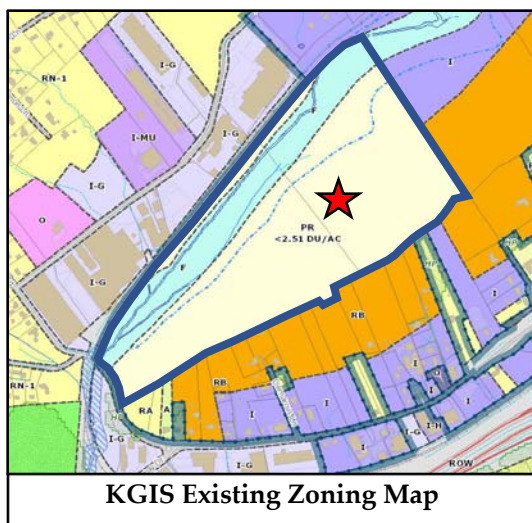 RN-1
I-G
I
I-MU
I-G
F
I-G
O
PR
<2.51 DU/AC
I-G
F
RB
RN-1
RB
RA
A
I
I
I
I
I
O
I
I-G
I-H
I-G
I
I-G
ROW
KGIS Existing Zoning Map